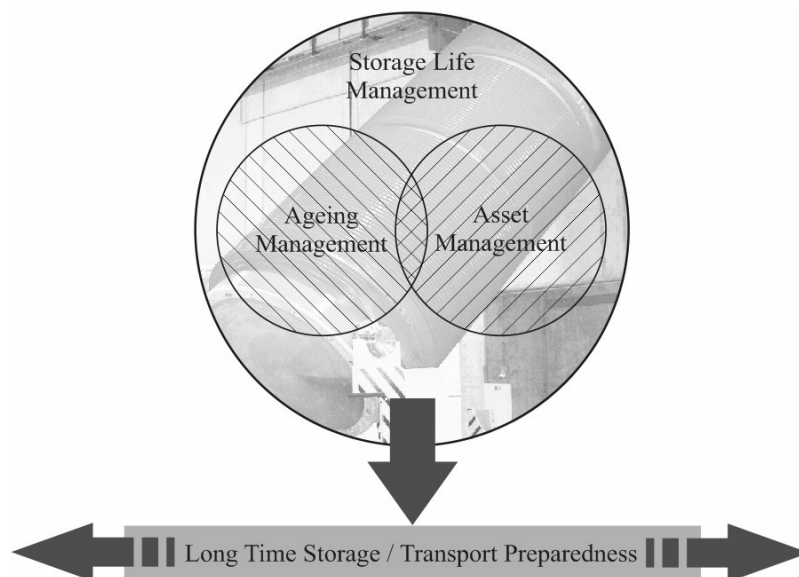 Storage Life
Management
Ageing
Management
Asset
Management
Long Time Storage / Transport Preparedness